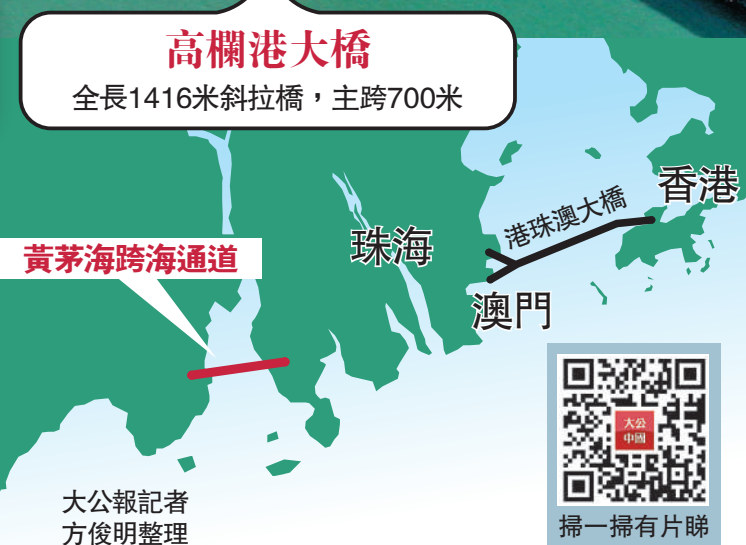 高欄港大橋
全長1416米斜拉橋，主跨700米
香港
港珠澳大橋
珠海
黃茅海跨海通道
澳門
大公
中國
大公報記者
方俊明整理
掃一掃有片睇